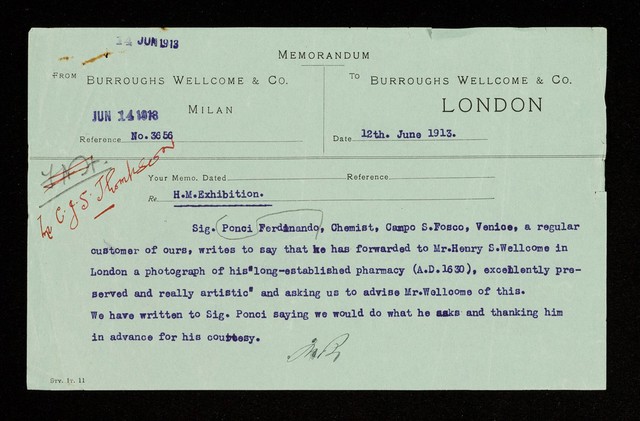 14 JUN 1913
MEMORANDUM
FROM BURROUGHS WELLCOME & CO.
MILAN
JUN 14 1913
Reference No. 3656
TO BURROUGHS WELLCOME & CO.
LONDON
Date 12th. June 1913.
Your Memo. Dated Reference
Re H.M.Exhibition.
C. J. S. Thompson
Sig. Ponci Ferdinando, Chemist, Campo S.Fosco, Venice, a regular
customer of ours, writes to say that he has forwarded to Mr.Henry S.Wellcome in
London a photograph of his"long-established pharmacy (A.D.1630), excellently pre-
served and really artistic" and asking us to advise Mr.Wellcome of this.
We have written to Sig. Ponci saying we would do what he asks and thanking him
in advance for his courtesy.
Srv. Iy. 11